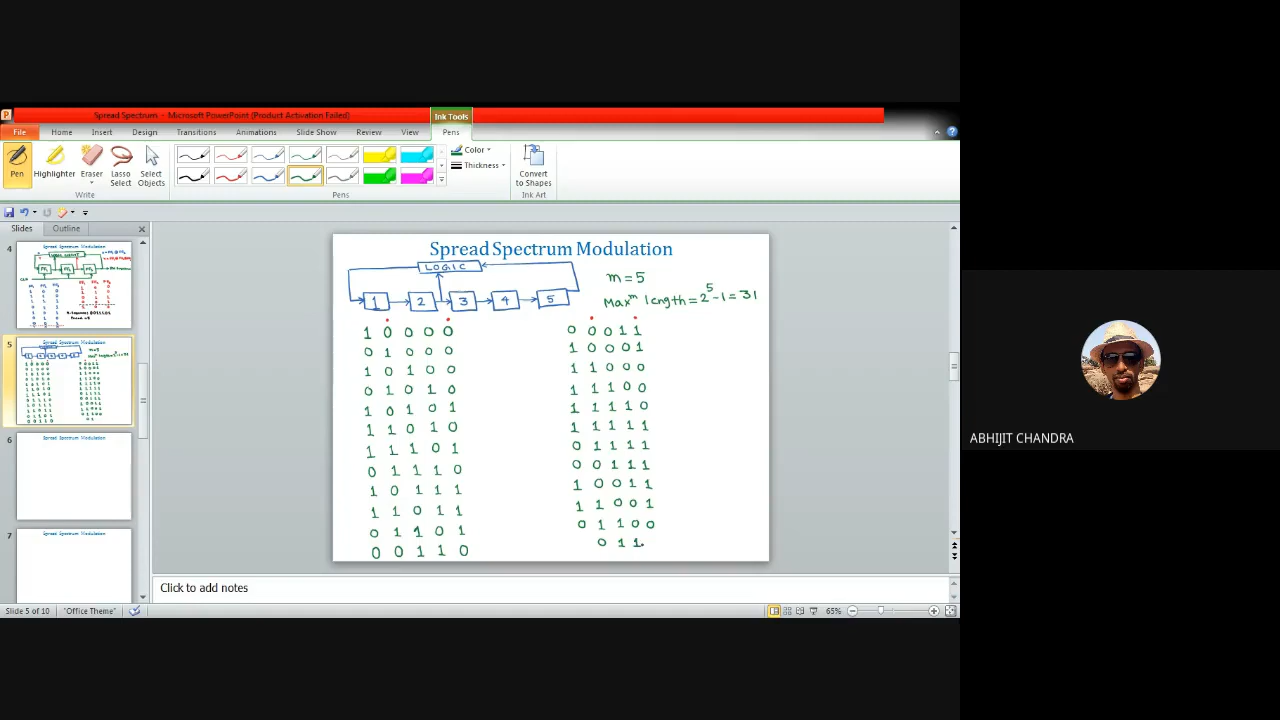 Spread Spectrum - Microsoft PowerPoint (Product Activation Failed)
Ink Tools
File Home Insert Design Transitions Animations Slide Show Review View Pens
Pen Highlighter Eraser Lasso Select Select Objects
Color
Thickness
Convert to Shapes
Write Pens Ink Art
Slides Outline
4
5
6
7
Spread Spectrum Modulation
LOGIC
1 2 3 4 5
m = 5
Maxᵐ length = 2⁵-1 = 31
1 0 0 0 0
0 1 0 0 0
1 0 1 0 0
0 1 0 1 0
1 0 1 0 1
1 1 0 1 0
1 1 1 0 1
0 1 1 1 0
1 0 1 1 1
1 1 0 1 1
0 1 1 0 1
0 0 1 1 0
0 0 0 1 1
1 0 0 0 1
1 1 0 0 0
1 1 1 0 0
1 1 1 1 0
1 1 1 1 1
0 1 1 1 1
0 0 1 1 1
1 0 0 1 1
1 1 0 0 1
0 1 1 0 0
0 1 1
Click to add notes
Slide 5 of 10 "Office Theme" 65%
ABHIJIT CHANDRA